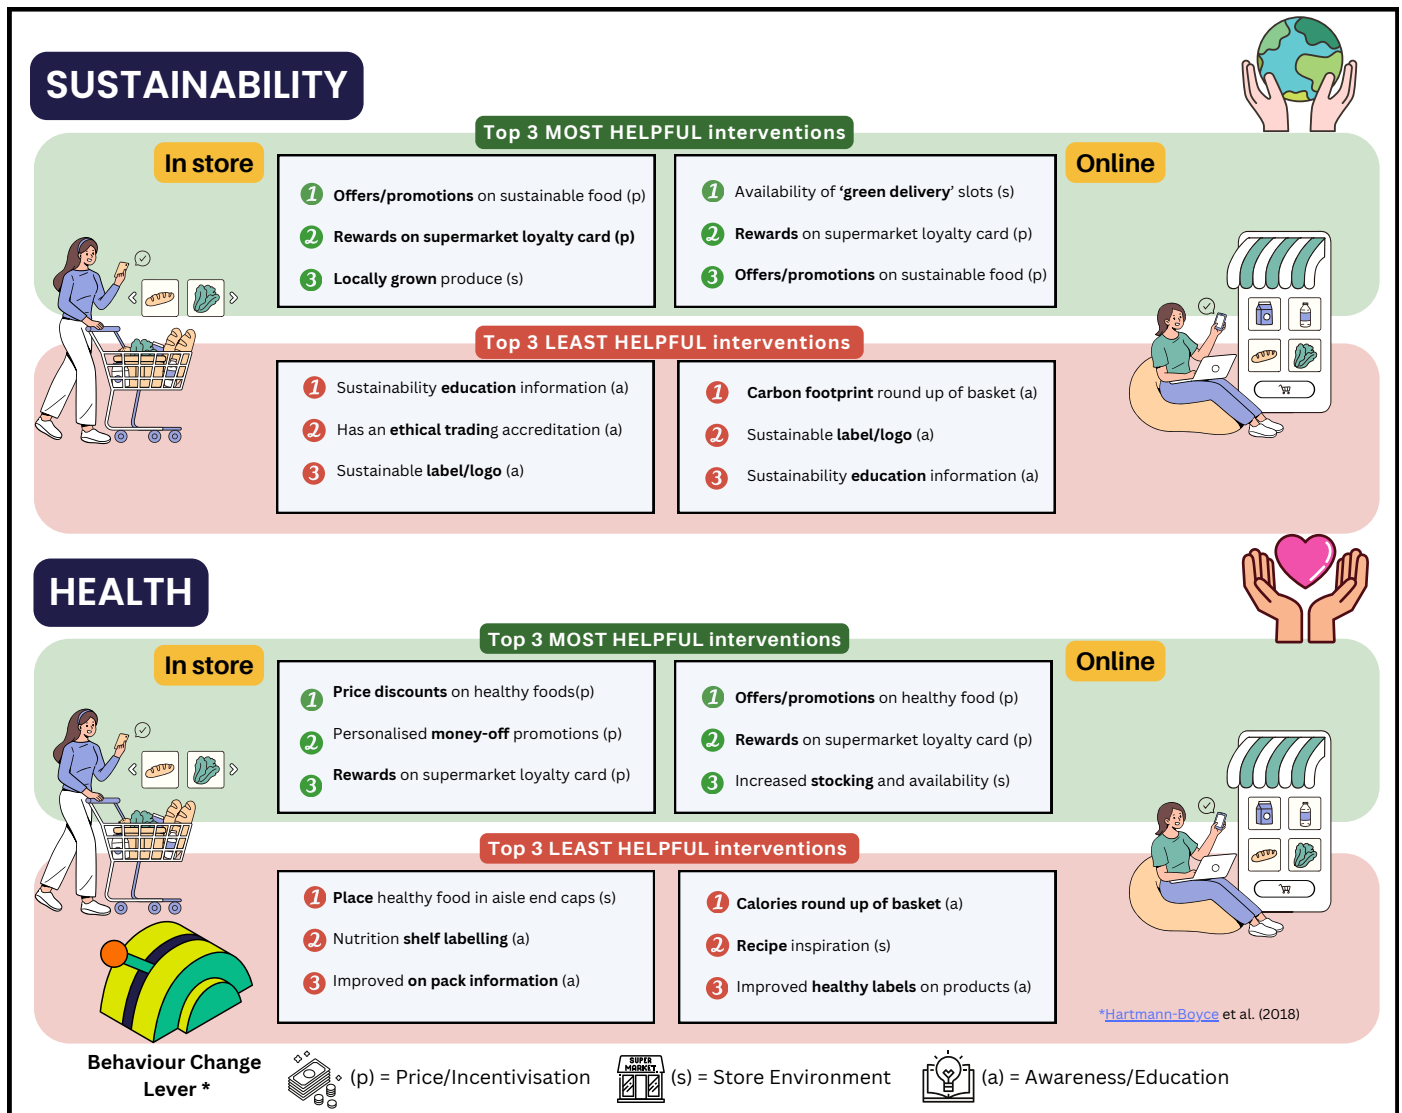 SUSTAINABILITY
Top 3 MOST HELPFUL interventions
In store
Online
1 Offers/promotions on sustainable food (p)
2 Rewards on supermarket loyalty card (p)
3 Locally grown produce (s)
1 Availability of ‘green delivery’ slots (s)
2 Rewards on supermarket loyalty card (p)
3 Offers/promotions on sustainable food (p)
Top 3 LEAST HELPFUL interventions
1 Sustainability education information (a)
2 Has an ethical trading accreditation (a)
3 Sustainable label/logo (a)
1 Carbon footprint round up of basket (a)
2 Sustainable label/logo (a)
3 Sustainability education information (a)
HEALTH
Top 3 MOST HELPFUL interventions
In store
Online
1 Price discounts on healthy foods(p)
2 Personalised money-off promotions (p)
3 Rewards on supermarket loyalty card (p)
1 Offers/promotions on healthy food (p)
2 Rewards on supermarket loyalty card (p)
3 Increased stocking and availability (s)
Top 3 LEAST HELPFUL interventions
1 Place healthy food in aisle end caps (s)
2 Nutrition shelf labelling (a)
3 Improved on pack information (a)
1 Calories round up of basket (a)
2 Recipe inspiration (s)
3 Improved healthy labels on products (a)
*Hartmann-Boyce et al. (2018)
Behaviour Change
Lever *
(p) = Price/Incentivisation
SUPER
MARKET
(s) = Store Environment
(a) = Awareness/Education